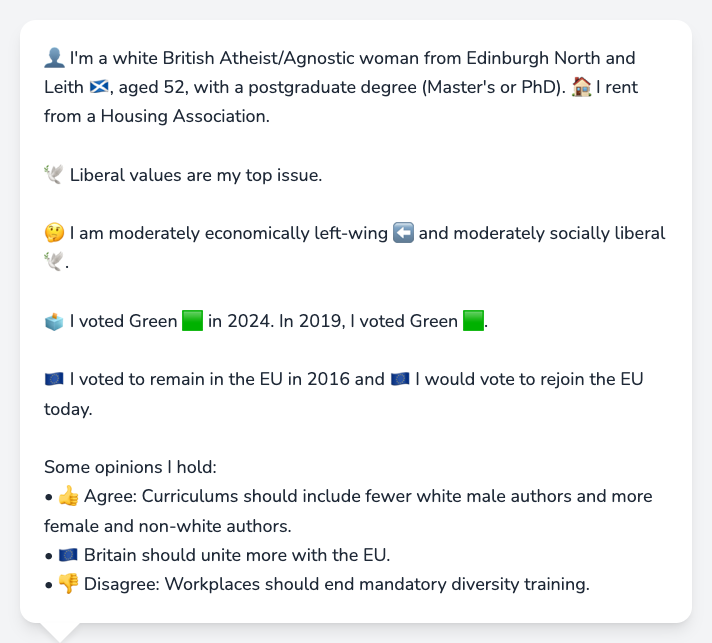 👤 I'm a white British Atheist/Agnostic woman from Edinburgh North and
Leith 🏴󠁧󠁢󠁳󠁣󠁴󠁿, aged 52, with a postgraduate degree (Master's or PhD). 🏠 I rent
from a Housing Association.
🕊️ Liberal values are my top issue.
🤔 I am moderately economically left-wing ⬅️ and moderately socially liberal
🕊️.
🗳️ I voted Green 🟩 in 2024. In 2019, I voted Green 🟩.
🇪🇺 I voted to remain in the EU in 2016 and 🇪🇺 I would vote to rejoin the EU
today.
Some opinions I hold:
• 👍 Agree: Curriculums should include fewer white male authors and more
female and non-white authors.
• 🇪🇺 Britain should unite more with the EU.
• 👎 Disagree: Workplaces should end mandatory diversity training.